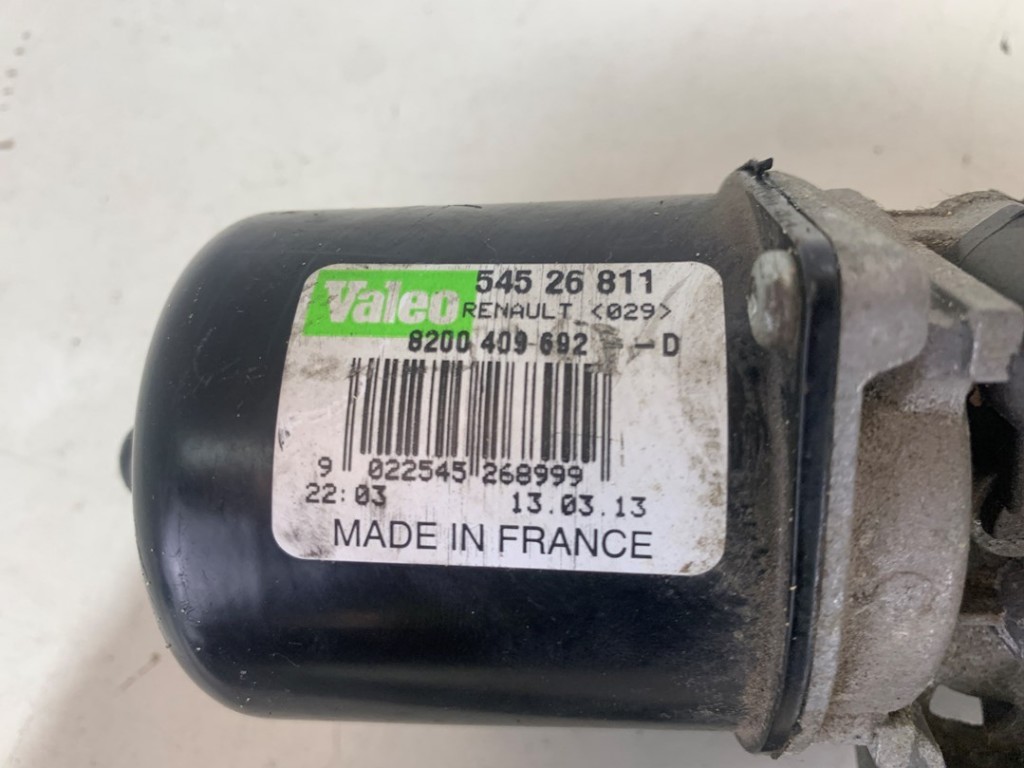 Valeo 545 26 811
RENAULT <029>
8200 409 692 -D
9 022545 268999
22:03 13.03.13
MADE IN FRANCE